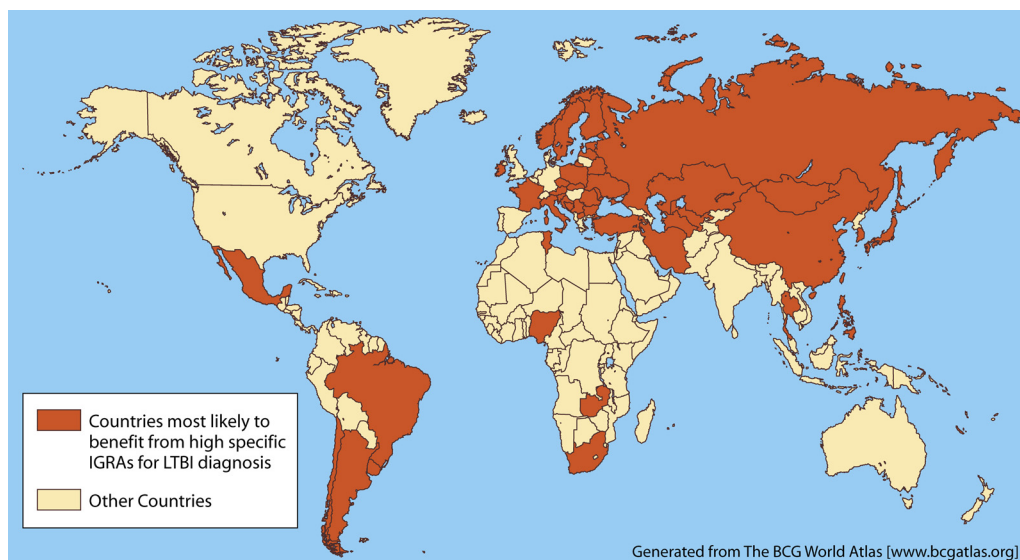 Countries most likely to
benefit from high specific
IGRAs for LTBI diagnosis
Other Countries
Generated from The BCG World Atlas [www.bcgatlas.org]